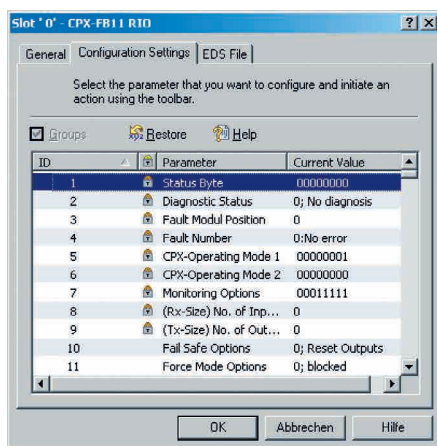 Slot '0' - CPX-FB11 RIO
General Configuration Settings EDS File
Select the parameter that you want to configure and initiate an
action using the toolbar.
Groups Restore Help
ID Parameter Current Value
1 Status Byte 00000000
2 Diagnostic Status 0; No diagnosis
3 Fault Modul Position 0
4 Fault Number 0:No error
5 CPX-Operating Mode 1 00000001
6 CPX-Operating Mode 2 00000000
7 Monitoring Options 00011111
8 (Rx-Size) No. of Inp... 0
9 (Tx-Size) No. of Out... 0
10 Fail Safe Options 0; Reset Outputs
11 Force Mode Options 0; blocked
OK Abbrechen Hilfe